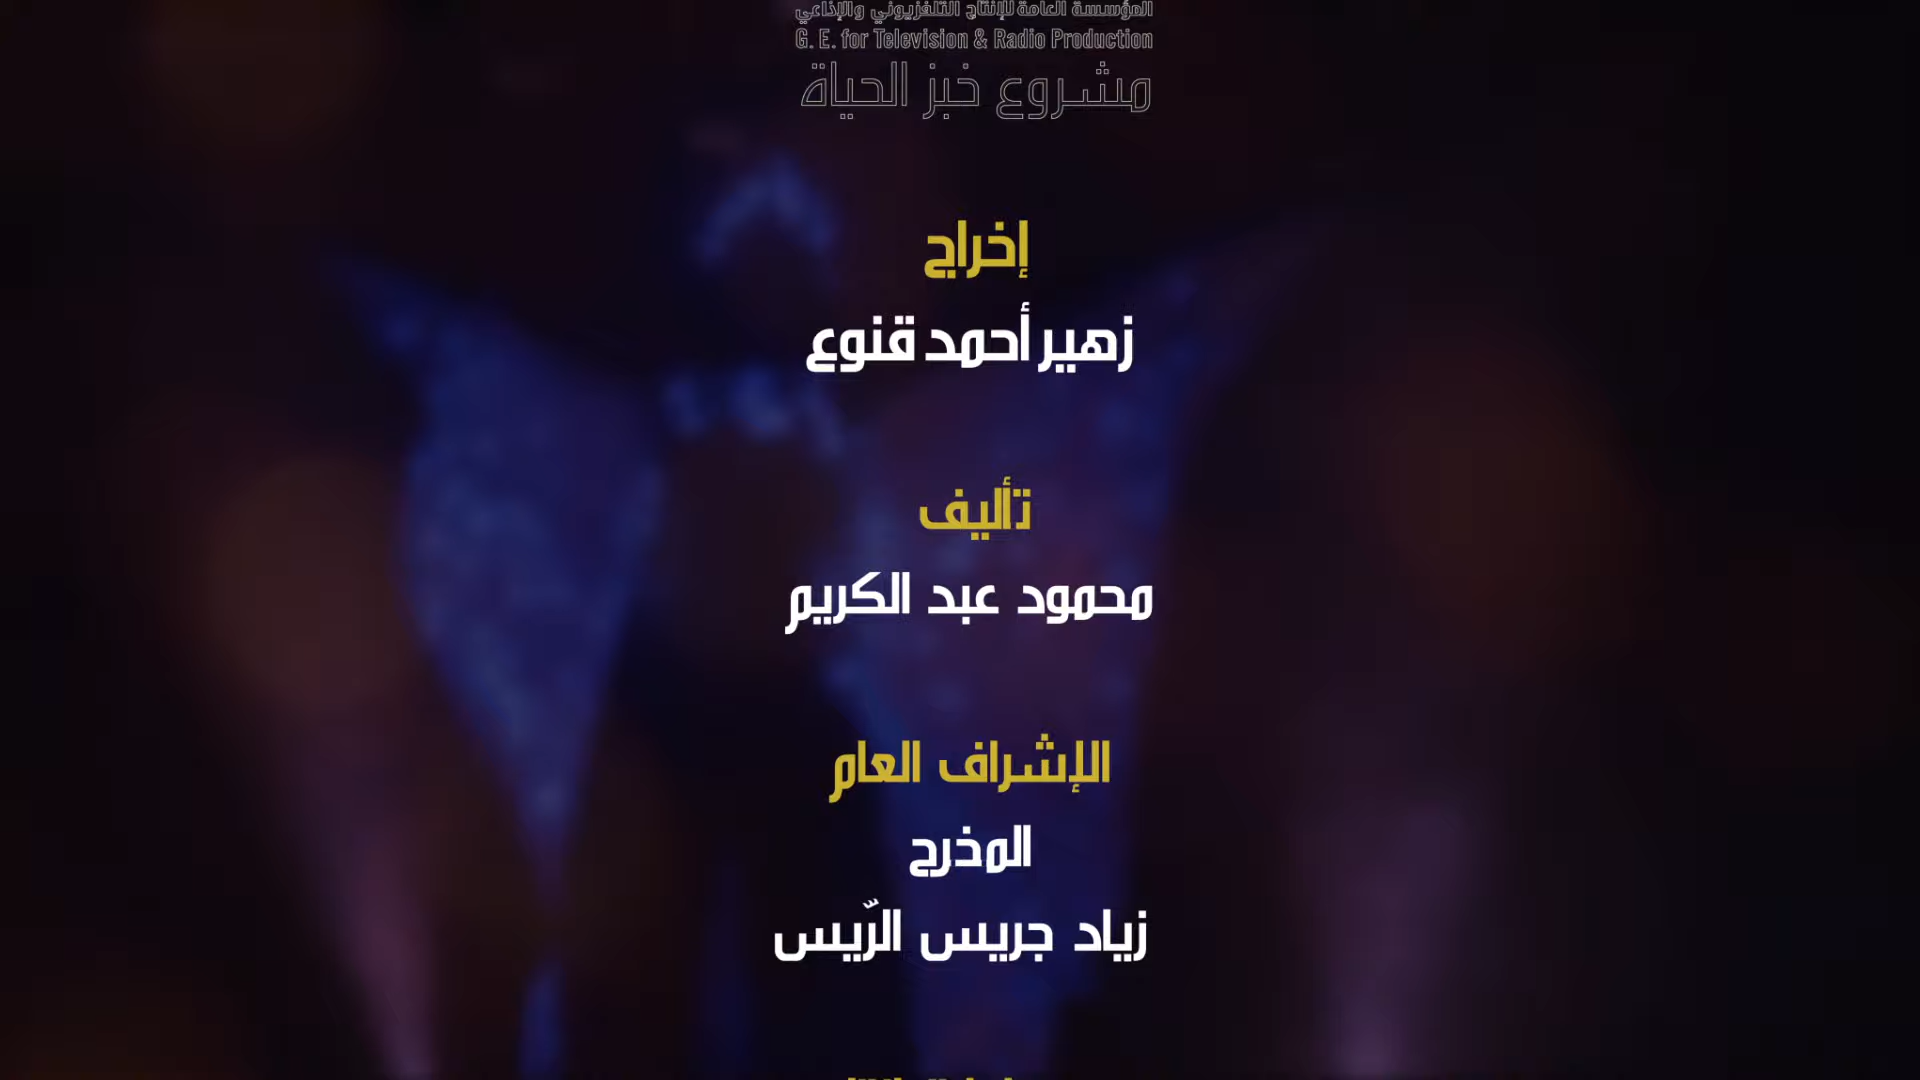 المؤسسة العامة للإنتاج التلفزيوني والإذاعي
G. E. for Television & Radio Production
مشروع خبز الحياة
إخراج
زهير أحمد قنوع
تأليف
محمود عبد الكريم
الإشراف العام
المخرج
زياد جريس الرّيس